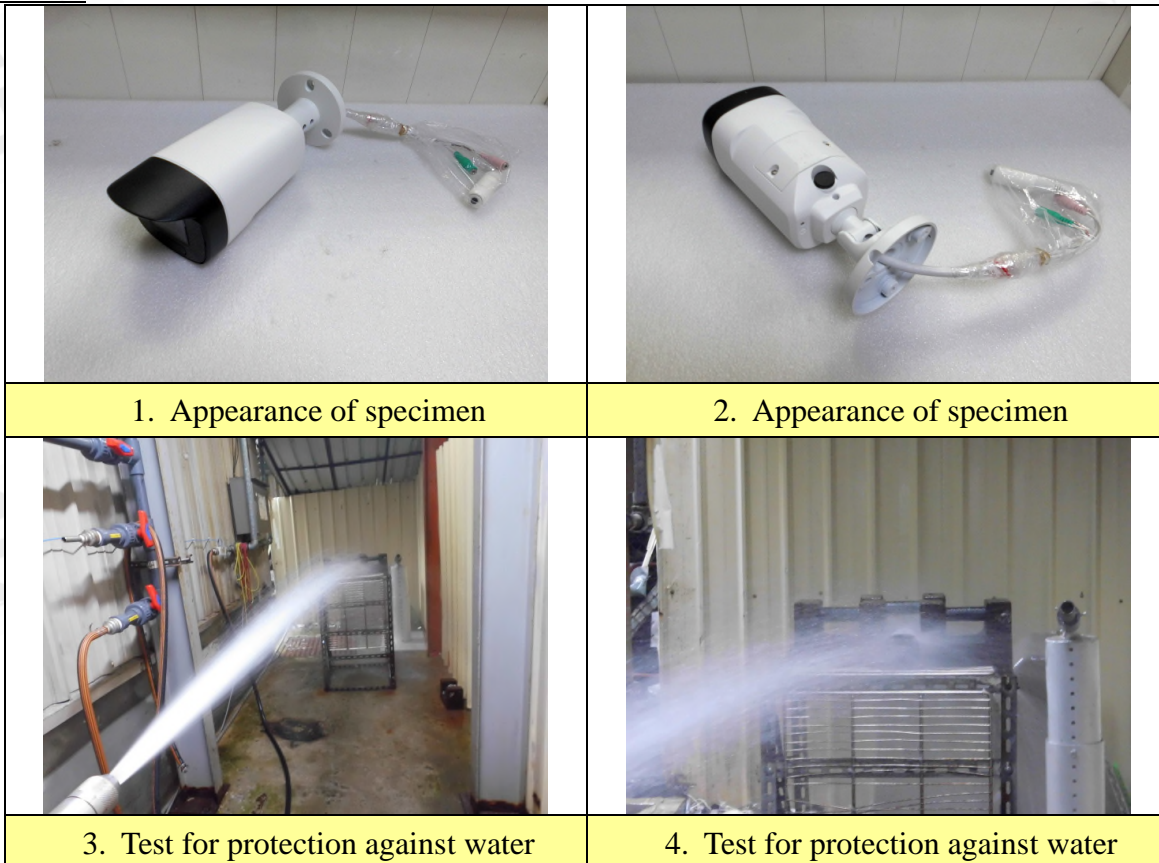 1. Appearance of specimen
2. Appearance of specimen
3. Test for protection against water
4. Test for protection against water